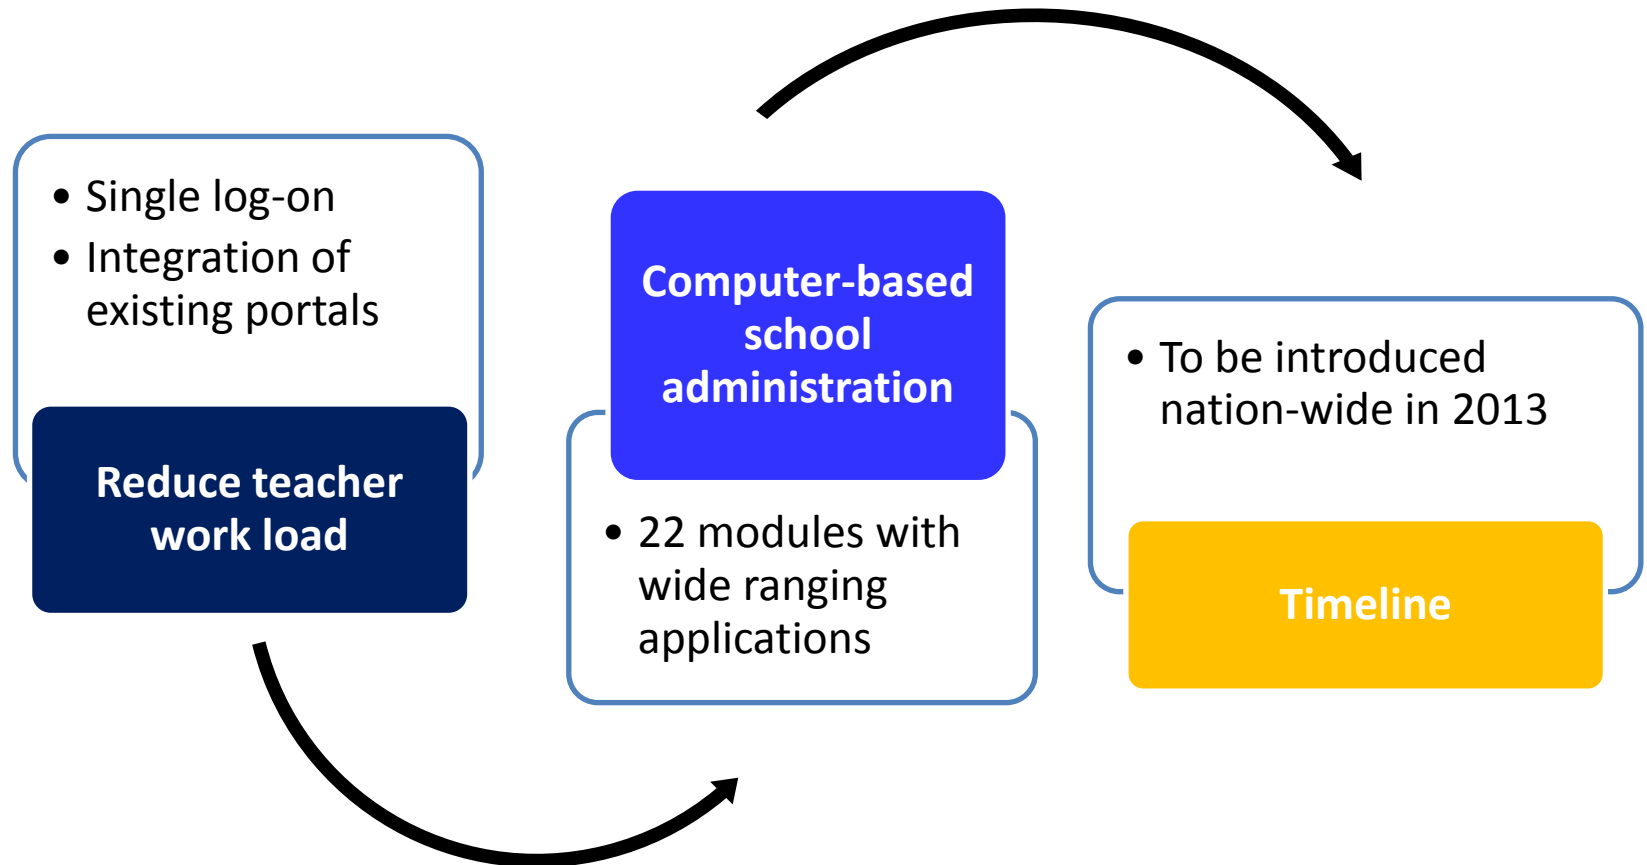 • Single log-on
• Integration of
existing portals
Reduce teacher
work load
Computer-based
school
administration
• 22 modules with
wide ranging
applications
• To be introduced
nation-wide in 2013
Timeline